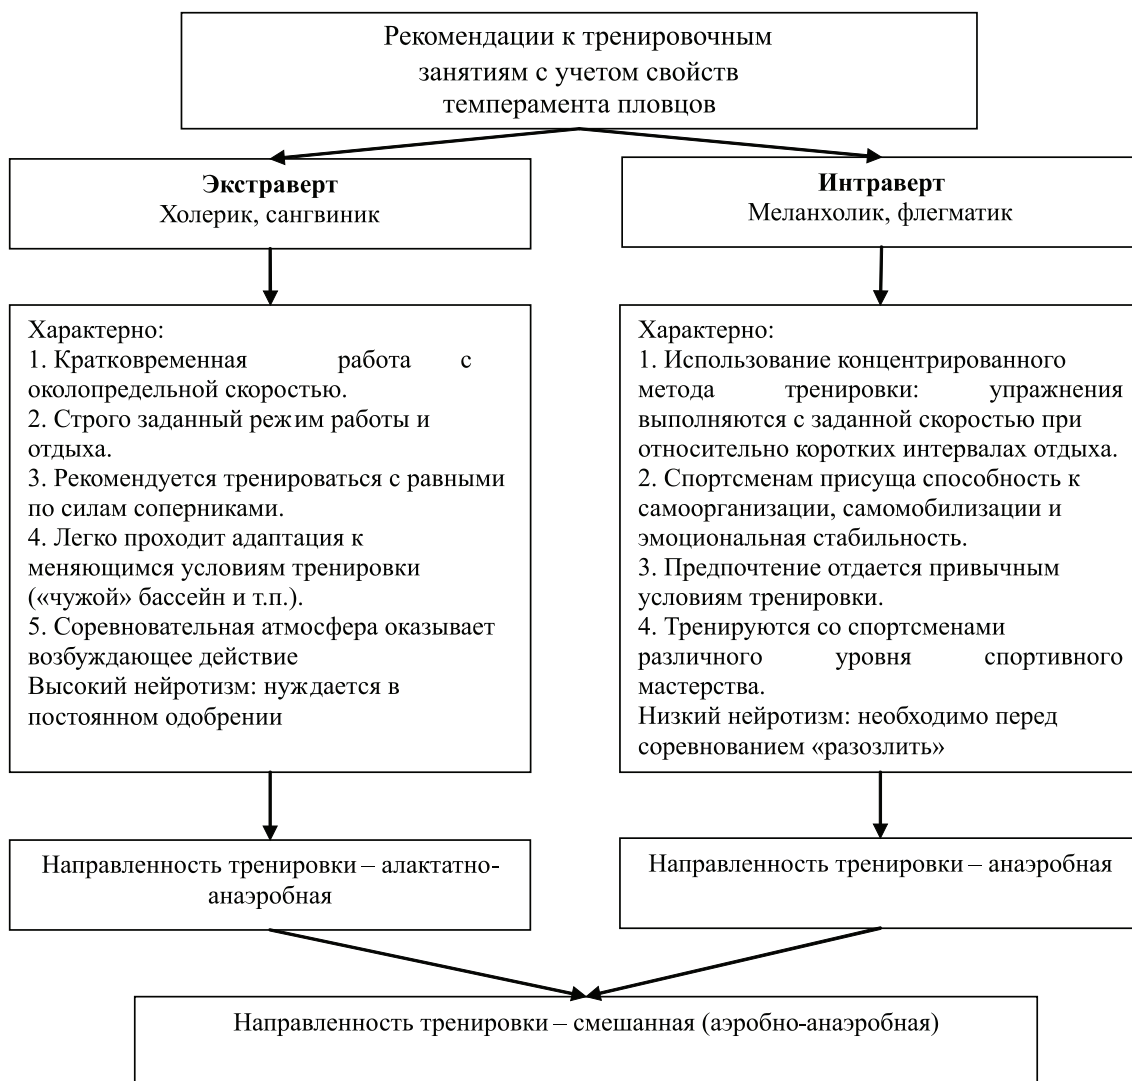 Рекомендации к тренировочным
занятиям с учетом свойств
темперамента пловцов
Экстраверт
Холерик, сангвиник
Интраверт
Меланхолик, флегматик
Характерно:
1. Кратковременная работа с
околопредельной скоростью.
2. Строго заданный режим работы и
отдыха.
3. Рекомендуется тренироваться с равными
по силам соперниками.
4. Легко проходит адаптация к
меняющимся условиям тренировки
(«чужой» бассейн и т.п.).
5. Соревновательная атмосфера оказывает
возбуждающее действие
Высокий нейротизм: нуждается в
постоянном одобрении
Характерно:
1. Использование концентрированного
метода тренировки: упражнения
выполняются с заданной скоростью при
относительно коротких интервалах отдыха.
2. Спортсменам присуща способность к
самоорганизации, самомобилизации и
эмоциональная стабильность.
3. Предпочтение отдается привычным
условиям тренировки.
4. Тренируются со спортсменами
различного уровня спортивного
мастерства.
Низкий нейротизм: необходимо перед
соревнованием «разозлить»
Направленность тренировки – алактатно-
анаэробная
Направленность тренировки – анаэробная
Направленность тренировки – смешанная (аэробно-анаэробная)